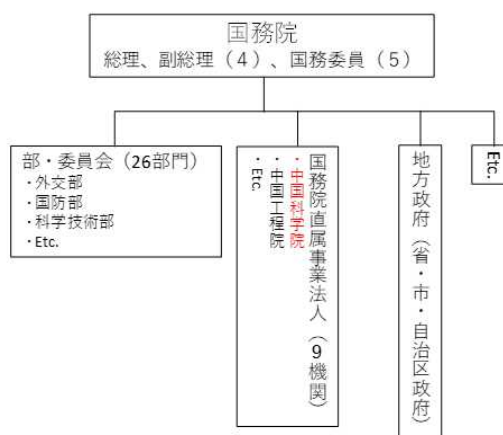 国務院
総理、副総理（4）、国務委員（5）
部・委員会（26部門）
・外交部
・国防部
・科学技術部
・Etc.
国務院直属事業法人（9機関）
・中国科学院
・中国工程院
・Etc
地方政府（省・市・自治区政府）
Etc.